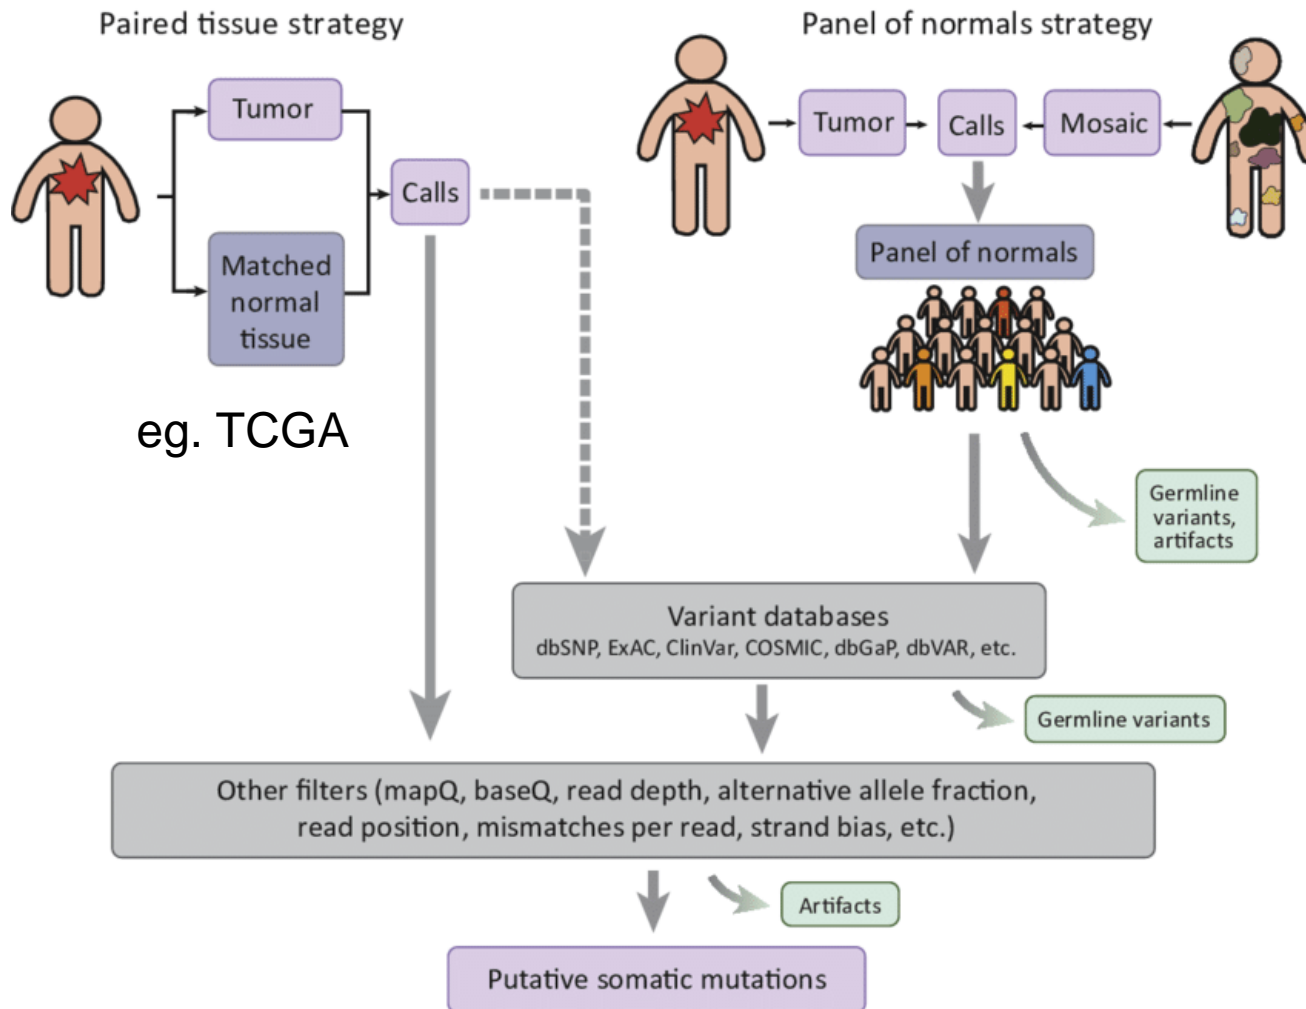 Paired tissue strategy
Tumor
Calls
Matched
normal
tissue
eg. TCGA
Panel of normals strategy
Tumor
Calls
Mosaic
Panel of normals
Germline
variants,
artifacts
Variant databases
dbSNP, ExAC, ClinVar, COSMIC, dbGaP, dbVAR, etc.
Germline variants
Other filters (mapQ, baseQ, read depth, alternative allele fraction,
read position, mismatches per read, strand bias, etc.)
Artifacts
Putative somatic mutations